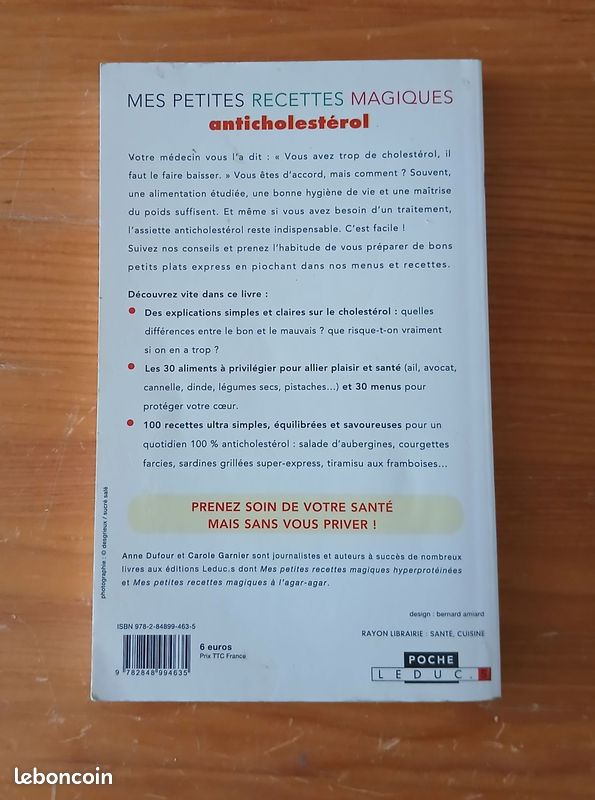 MES PETITES RECETTES MAGIQUES
anticholestérol
Votre médecin vous l'a dit : « Vous avez trop de cholestérol, il
faut le faire baisser. » Vous êtes d'accord, mais comment ? Souvent,
une alimentation étudiée, une bonne hygiène de vie et une maîtrise
du poids suffisent. Et même si vous avez besoin d'un traitement,
l'assiette anticholestérol reste indispensable. C'est facile !
Suivez nos conseils et prenez l'habitude de vous préparer de bons
petits plats express en piochant dans nos menus et recettes.
Découvrez vite dans ce livre :
• Des explications simples et claires sur le cholestérol : quelles
différences entre le bon et le mauvais ? que risque-t-on vraiment
si on en a trop ?
• Les 30 aliments à privilégier pour allier plaisir et santé (ail, avocat,
cannelle, dinde, légumes secs, pistaches...) et 30 menus pour
protéger votre cœur.
• 100 recettes ultra simples, équilibrées et savoureuses pour un
quotidien 100 % anticholestérol : salade d'aubergines, courgettes
farcies, sardines grillées super-express, tiramisu aux framboises...
PRENEZ SOIN DE VOTRE SANTÉ
MAIS SANS VOUS PRIVER !
Anne Dufour et Carole Garnier sont journalistes et auteurs à succès de nombreux
livres aux éditions Leduc.s dont Mes petites recettes magiques hyperprotéinées
et Mes petites recettes magiques à l'agar-agar.
photographie : © desgrieux / sucré salé
design : bernard amiard
ISBN 978-2-84899-463-5
6 euros
Prix TTC France
RAYON LIBRAIRIE : SANTÉ, CUISINE
9 782848 994635
POCHE
LEDUC.S
leboncoin